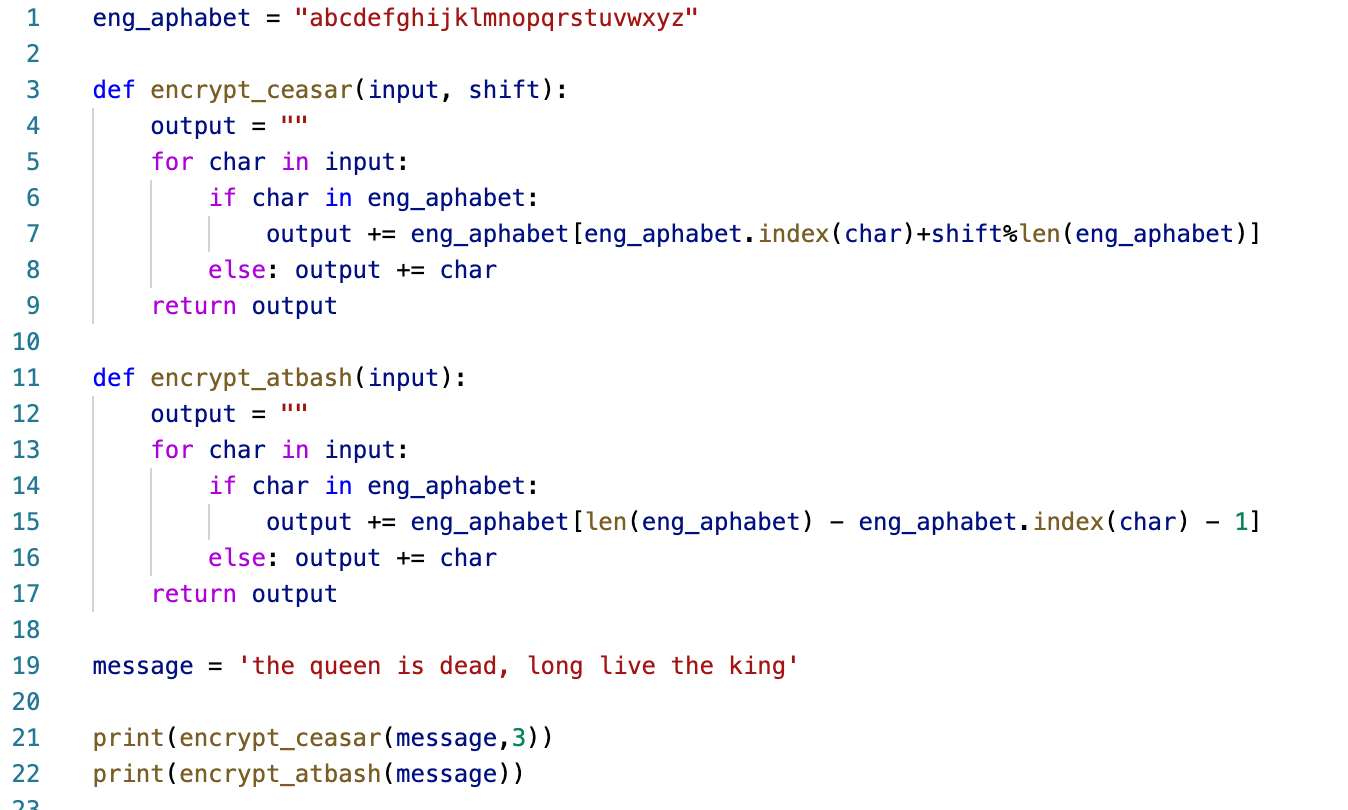 1 eng_aphabet = "abcdefghijklmnopqrstuvwxyz"
2
3 def encrypt_ceasar(input, shift):
4     output = ""
5     for char in input:
6         if char in eng_aphabet:
7             output += eng_aphabet[eng_aphabet.index(char)+shift%len(eng_aphabet)]
8         else: output += char
9     return output
10
11 def encrypt_atbash(input):
12     output = ""
13     for char in input:
14         if char in eng_aphabet:
15             output += eng_aphabet[len(eng_aphabet) - eng_aphabet.index(char) - 1]
16         else: output += char
17     return output
18
19 message = 'the queen is dead, long live the king'
20
21 print(encrypt_ceasar(message,3))
22 print(encrypt_atbash(message))
23